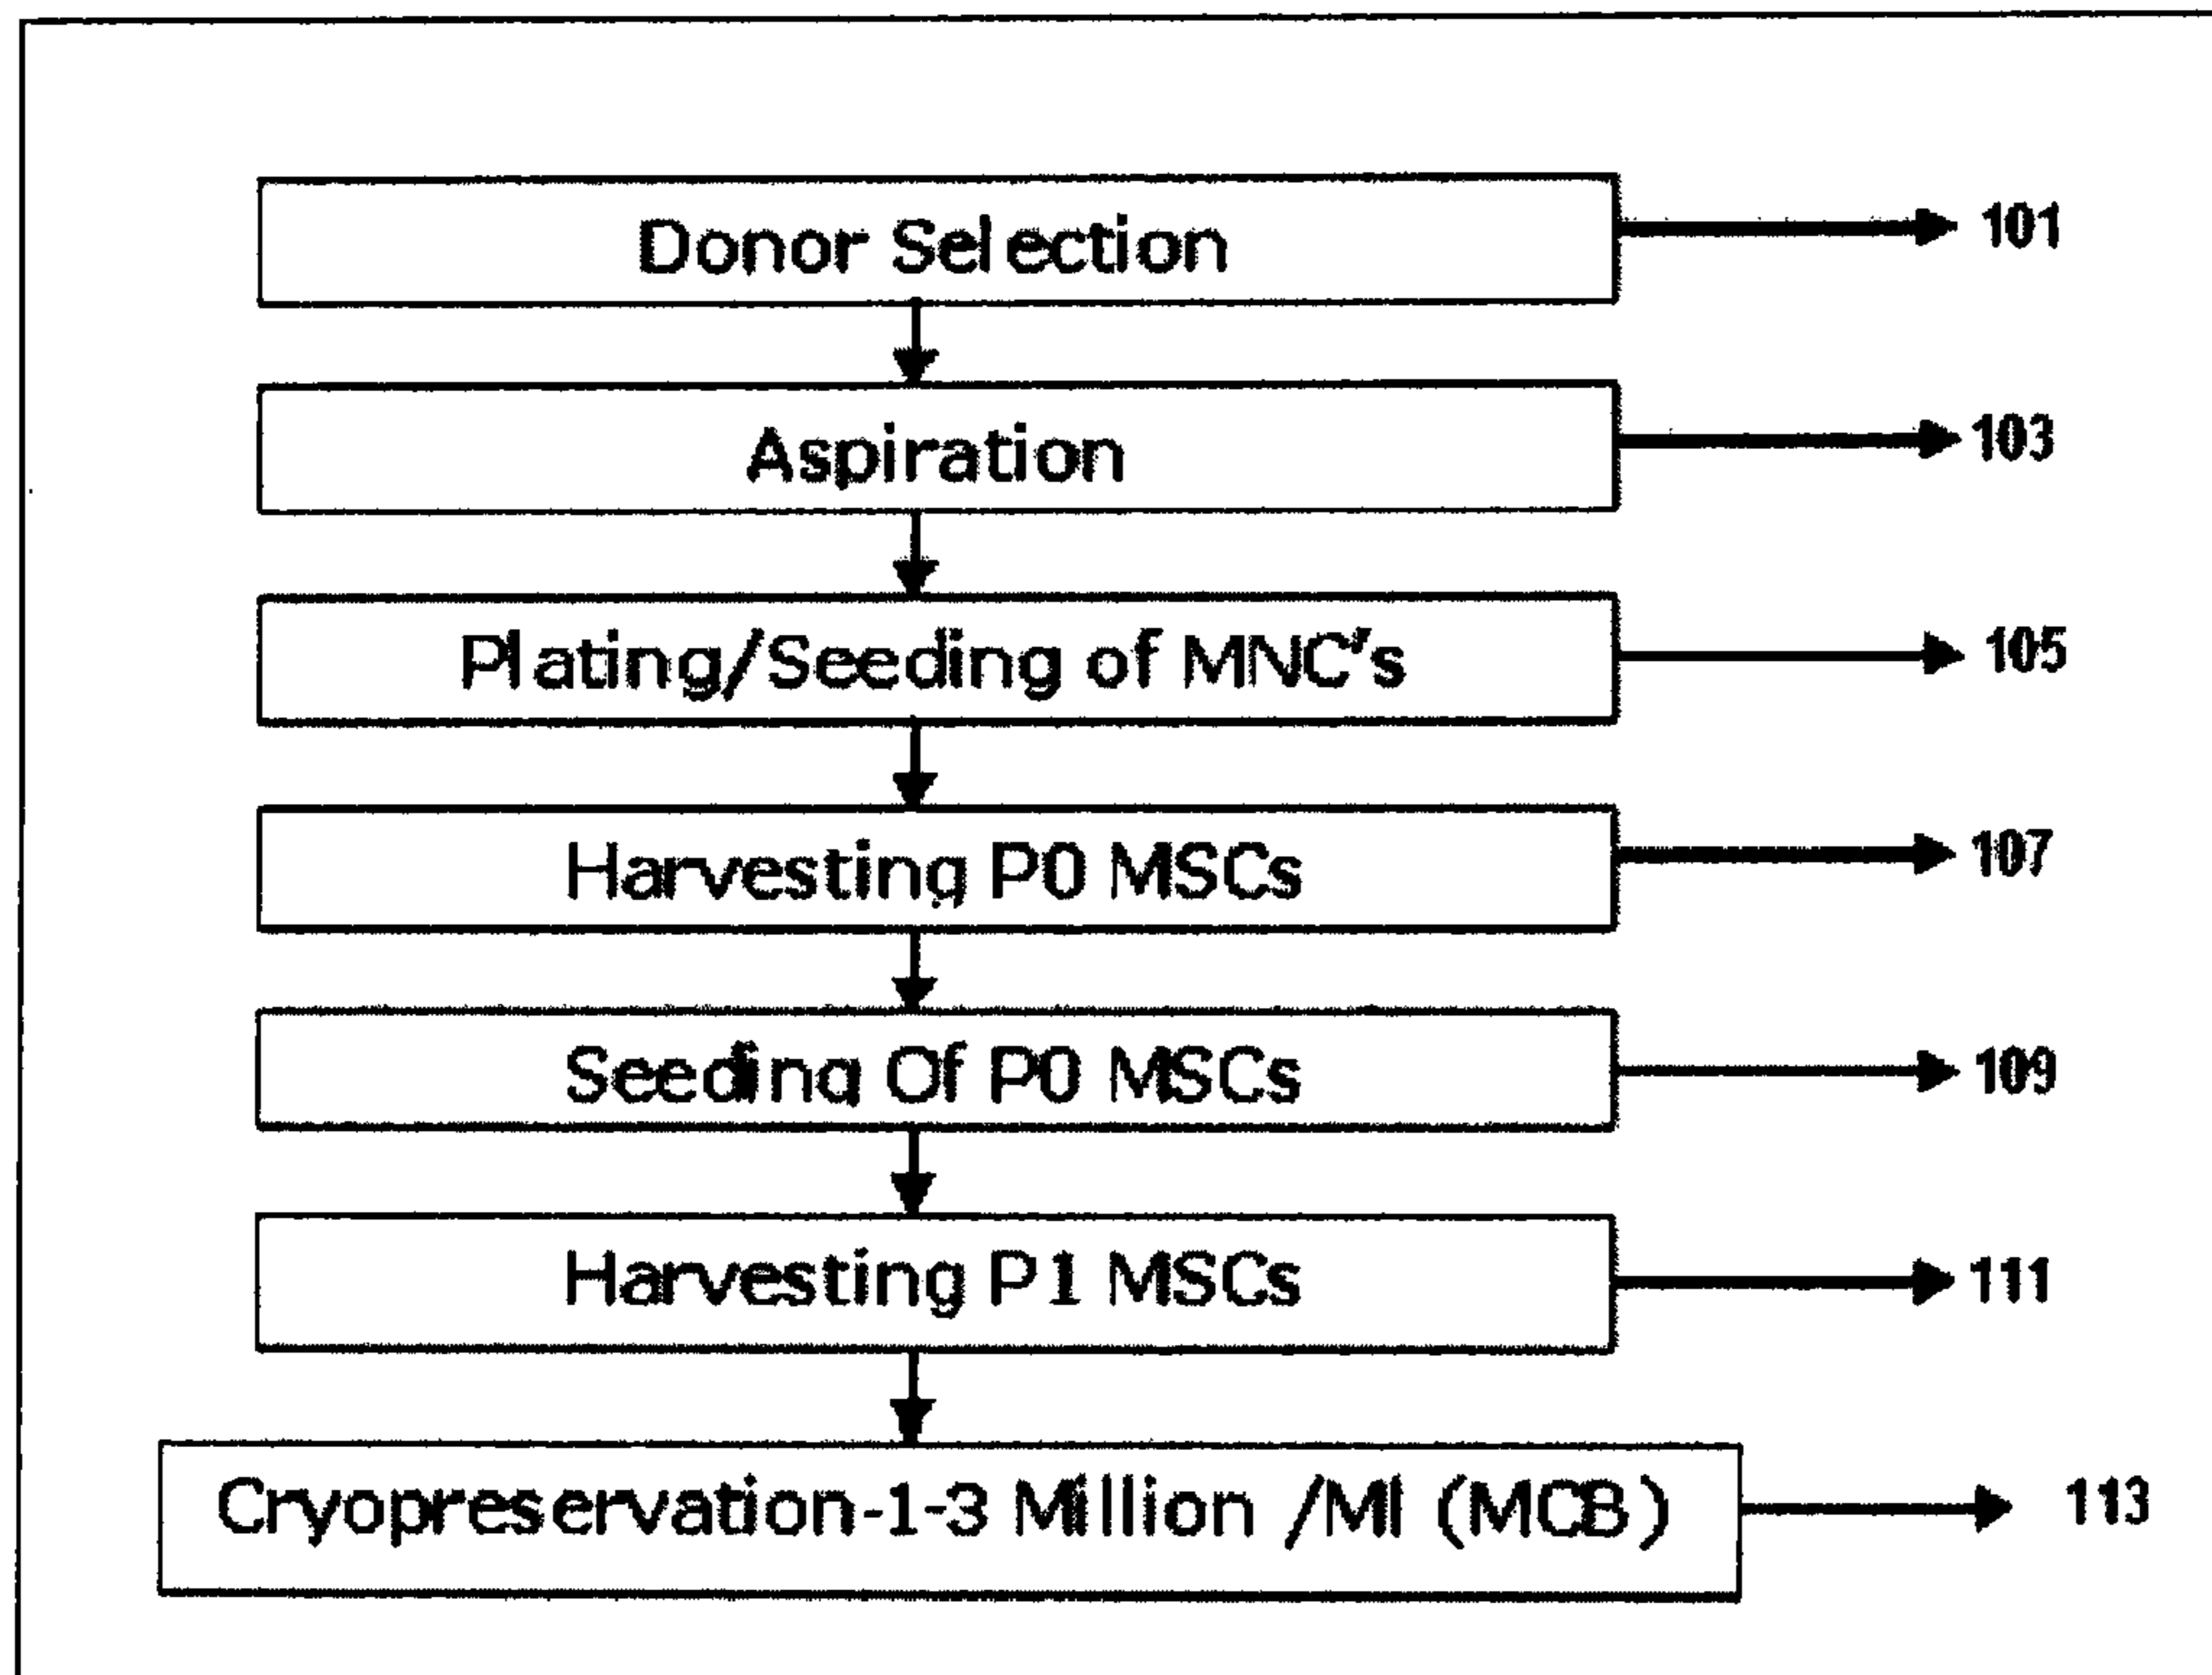 Donor Selection 101
Aspiration 103
Plating/Seeding of MNC's 105
Harvesting P0 MSCs 107
Seeding Of P0 MSCs 109
Harvesting P1 MSCs 111
Cryopreservation-1-3 Million /Ml (MCB) 113